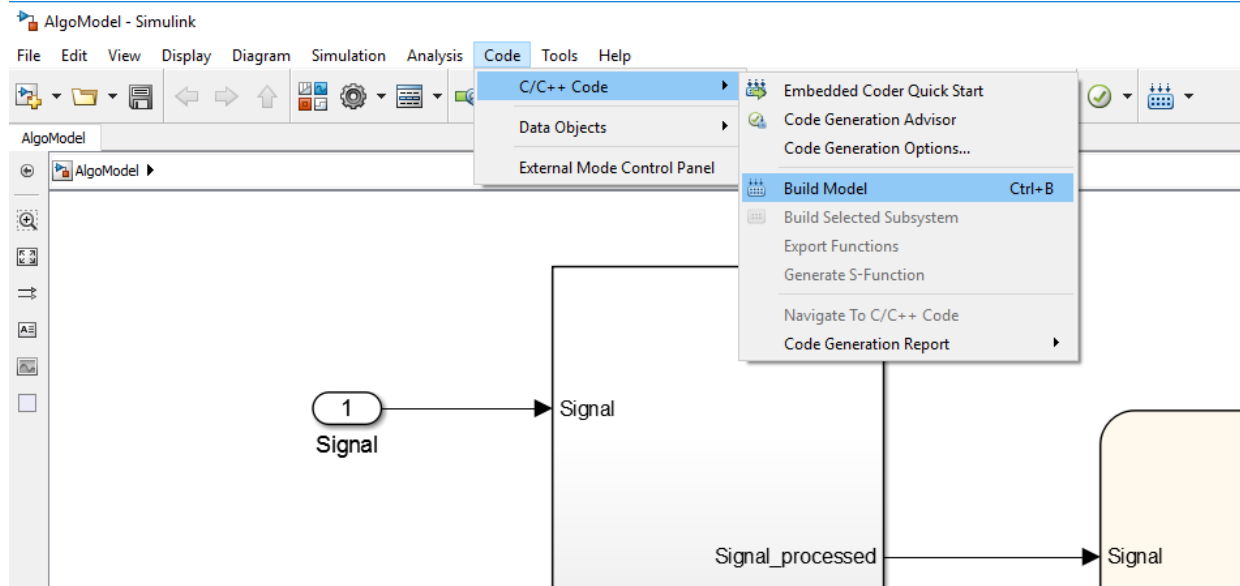 AlgoModel - Simulink
File Edit View Display Diagram Simulation Analysis Code Tools Help
C/C++ Code
Data Objects
External Mode Control Panel
Embedded Coder Quick Start
Code Generation Advisor
Code Generation Options...
Build Model Ctrl+B
Build Selected Subsystem
Export Functions
Generate S-Function
Navigate To C/C++ Code
Code Generation Report
AlgoModel
AlgoModel
1
Signal
Signal
Signal_processed
Signal